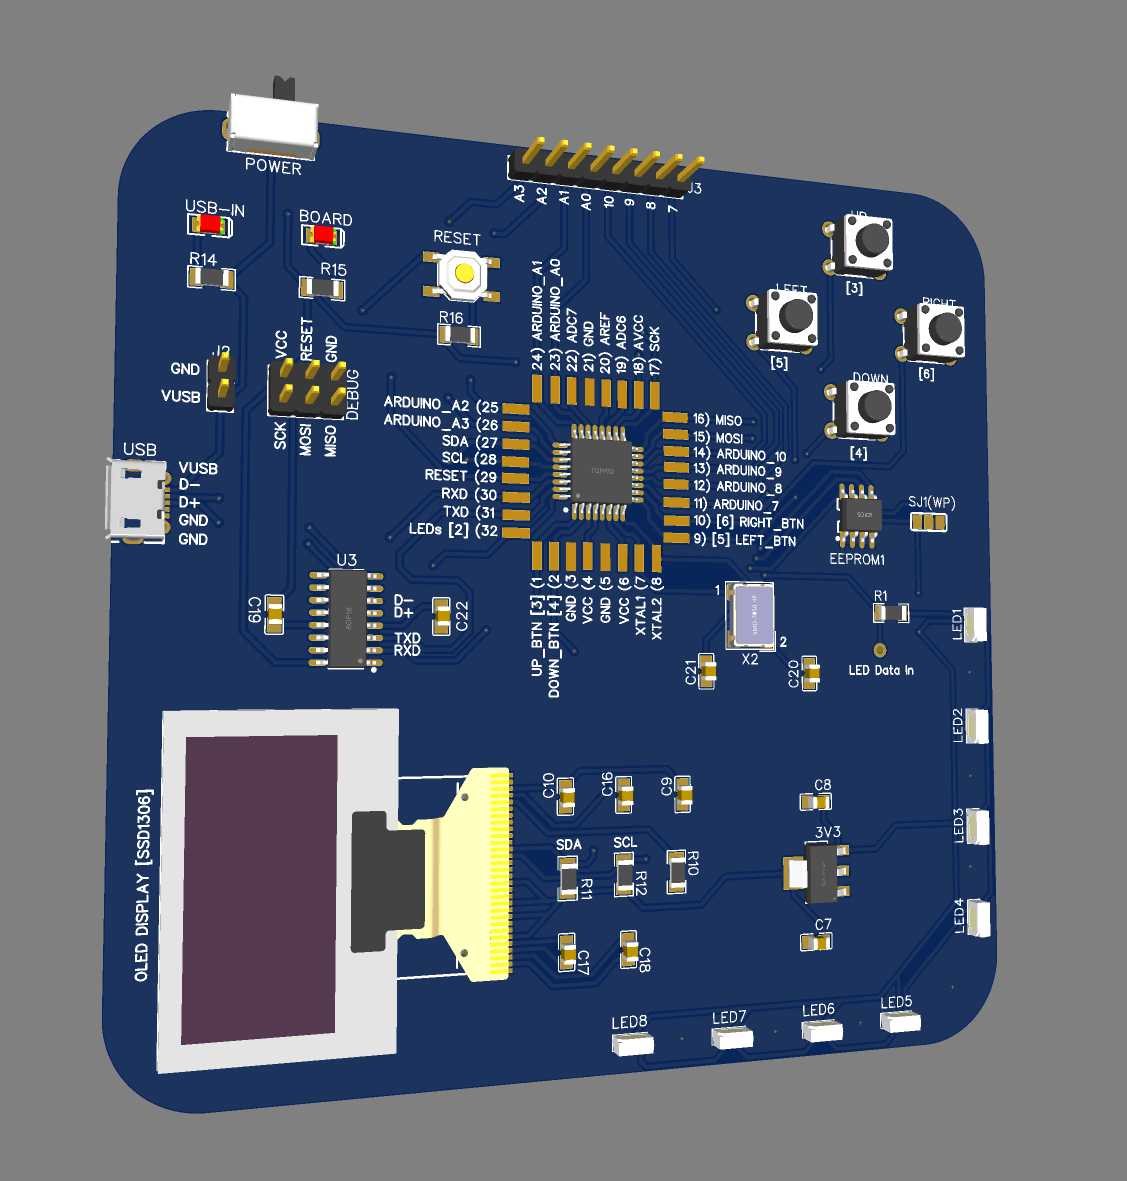 POWER
J3
A3
A2
A1
A0
10
9
8
7
USB-IN
BOARD
RESET
R14
R15
R16
[3]
LEFT
RIGHT
[5]
[6]
DOWN
[4]
GND
VUSB
VCC
RESET
GND
DEBUG
SCK
MOSI
MISO
24) ARDUINO_A1
23) ARDUINO_A0
22) ADC7
21) GND
20) AREF
19) ADC6
18) AVCC
17) SCK
ARDUINO_A2 (25
ARDUINO_A3 (26
SDA (27
SCL (28
RESET (29
RXD (30
TXD (31
LEDs [2] (32
TQFP32
16) MISO
15) MOSI
14) ARDUINO_10
13) ARDUINO_9
12) ARDUINO_8
11) ARDUINO_7
10) [6] RIGHT_BTN
9) [5] LEFT_BTN
UP_BTN [3] (1
DOWN_BTN [4] (2
GND (3
VCC (4
GND (5
VCC (6
XTAL1 (7
XTAL2 (8
USB
VUSB
D-
D+
GND
GND
SJ1(WP)
EEPROM1
U3
C19
SOP16
D-
D+
TXD
RXD
C22
1
2
X2
C21
C20
R1
LED Data In
LED1
LED2
LED3
LED4
OLED DISPLAY [SSD1306]
C10
C16
C9
SDA
SCL
R11
R12
R10
C17
C18
C8
3V3
C7
LED8
LED7
LED6
LED5